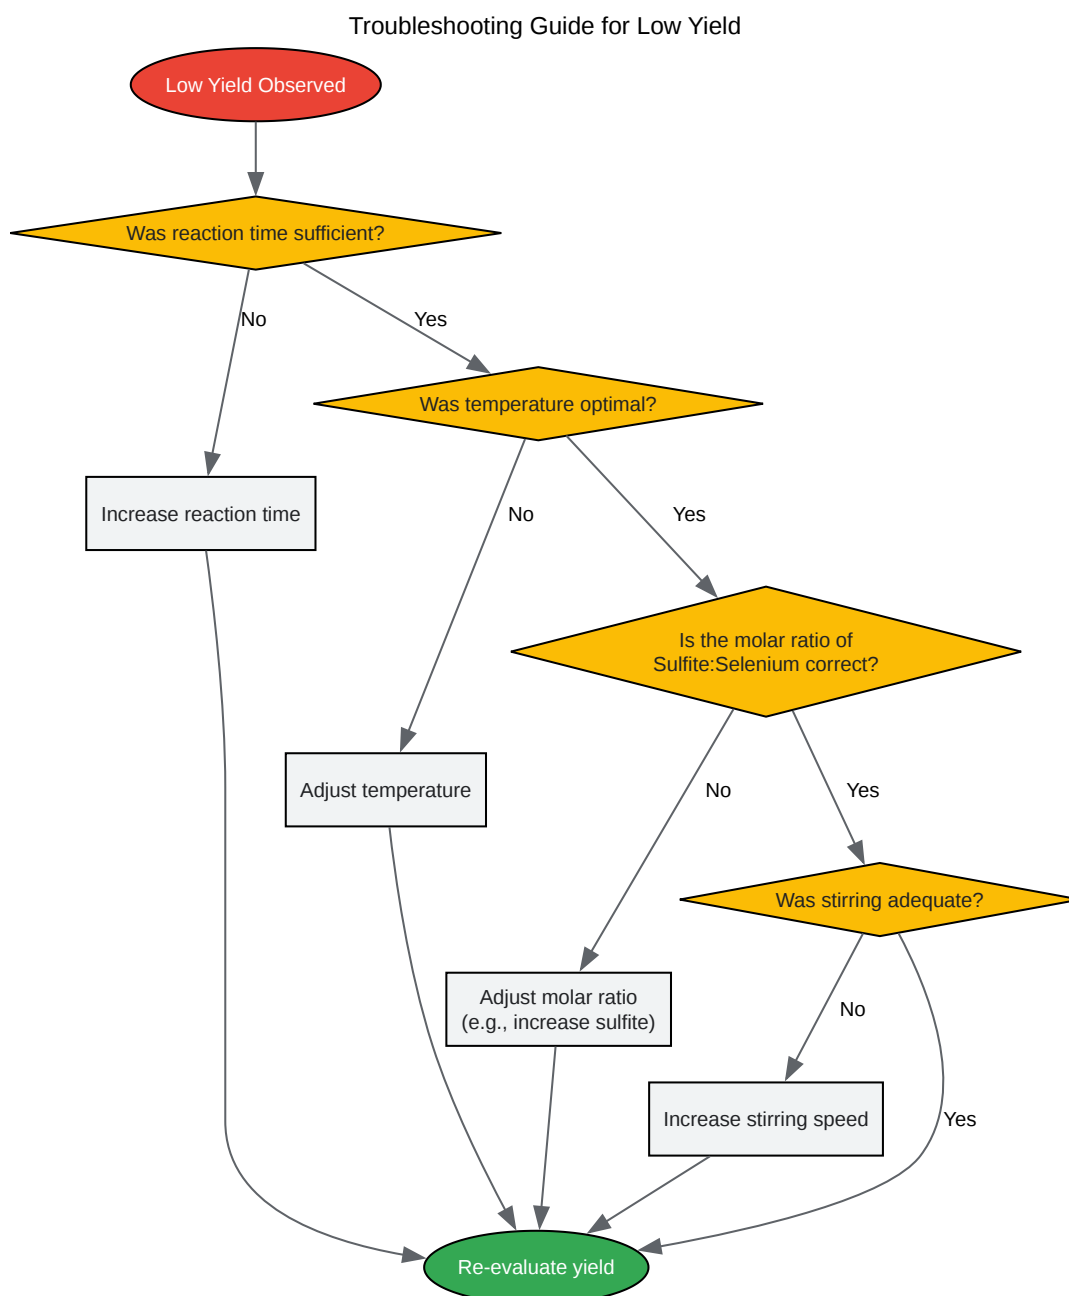 Troubleshooting Guide for Low Yield
Low Yield Observed
Was reaction time sufficient?
No
Yes
Was temperature optimal?
Increase reaction time
No
Yes
Is the molar ratio of
Sulfite:Selenium correct?
Adjust temperature
No
Yes
Was stirring adequate?
Adjust molar ratio
(e.g., increase sulfite)
No
Increase stirring speed
Yes
Re-evaluate yield